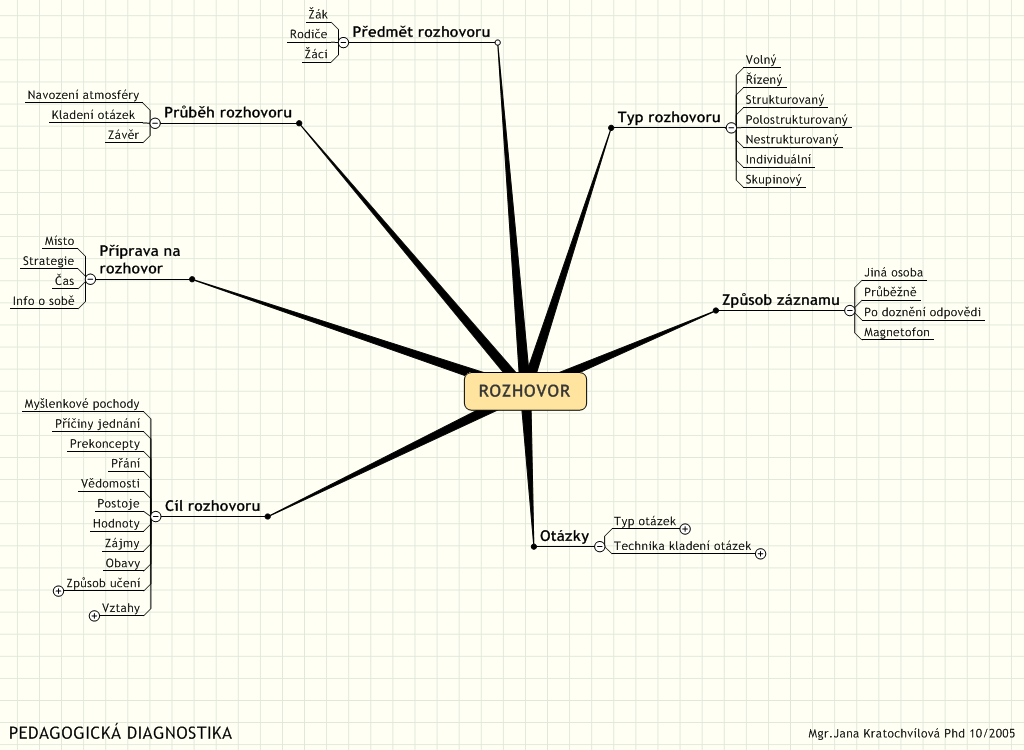 Žák
Rodiče
Žáci
Předmět rozhovoru
Navození atmosféry
Kladení otázek
Závěr
Průběh rozhovoru
Volný
Řízený
Strukturovaný
Polostrukturovaný
Nestrukturovaný
Individuální
Skupinový
Typ rozhovoru
Místo
Strategie
Čas
Info o sobě
Příprava na
rozhovor
Způsob záznamu
Jiná osoba
Průběžně
Po doznění odpovědi
Magnetofon
ROZHOVOR
Myšlenkové pochody
Příčiny jednání
Prekoncepty
Přání
Vědomosti
Postoje
Hodnoty
Zájmy
Obavy
Způsob učení
Vztahy
Cíl rozhovoru
Otázky
Typ otázek
Technika kladení otázek
PEDAGOGICKÁ DIAGNOSTIKA
Mgr.Jana Kratochvílová Phd 10/2005